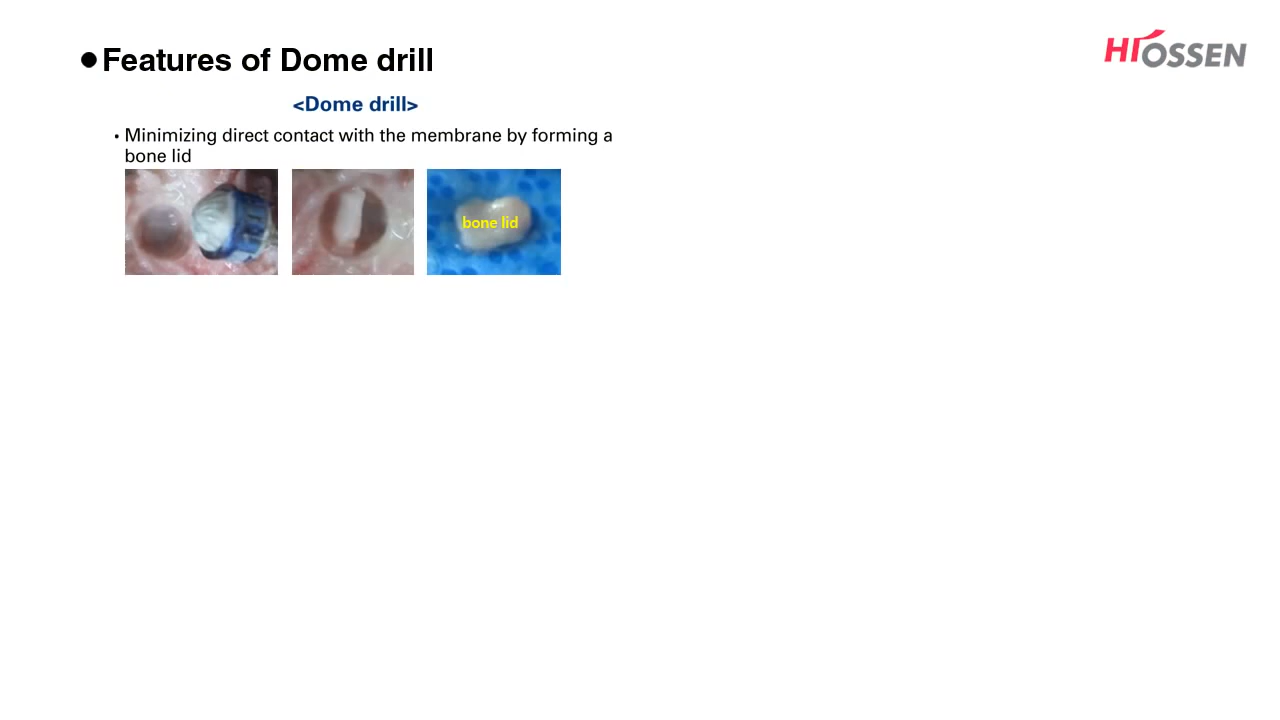 ● Features of Dome drill
HIOSSEN
<Dome drill>
• Minimizing direct contact with the membrane by forming a
bone lid
bone lid